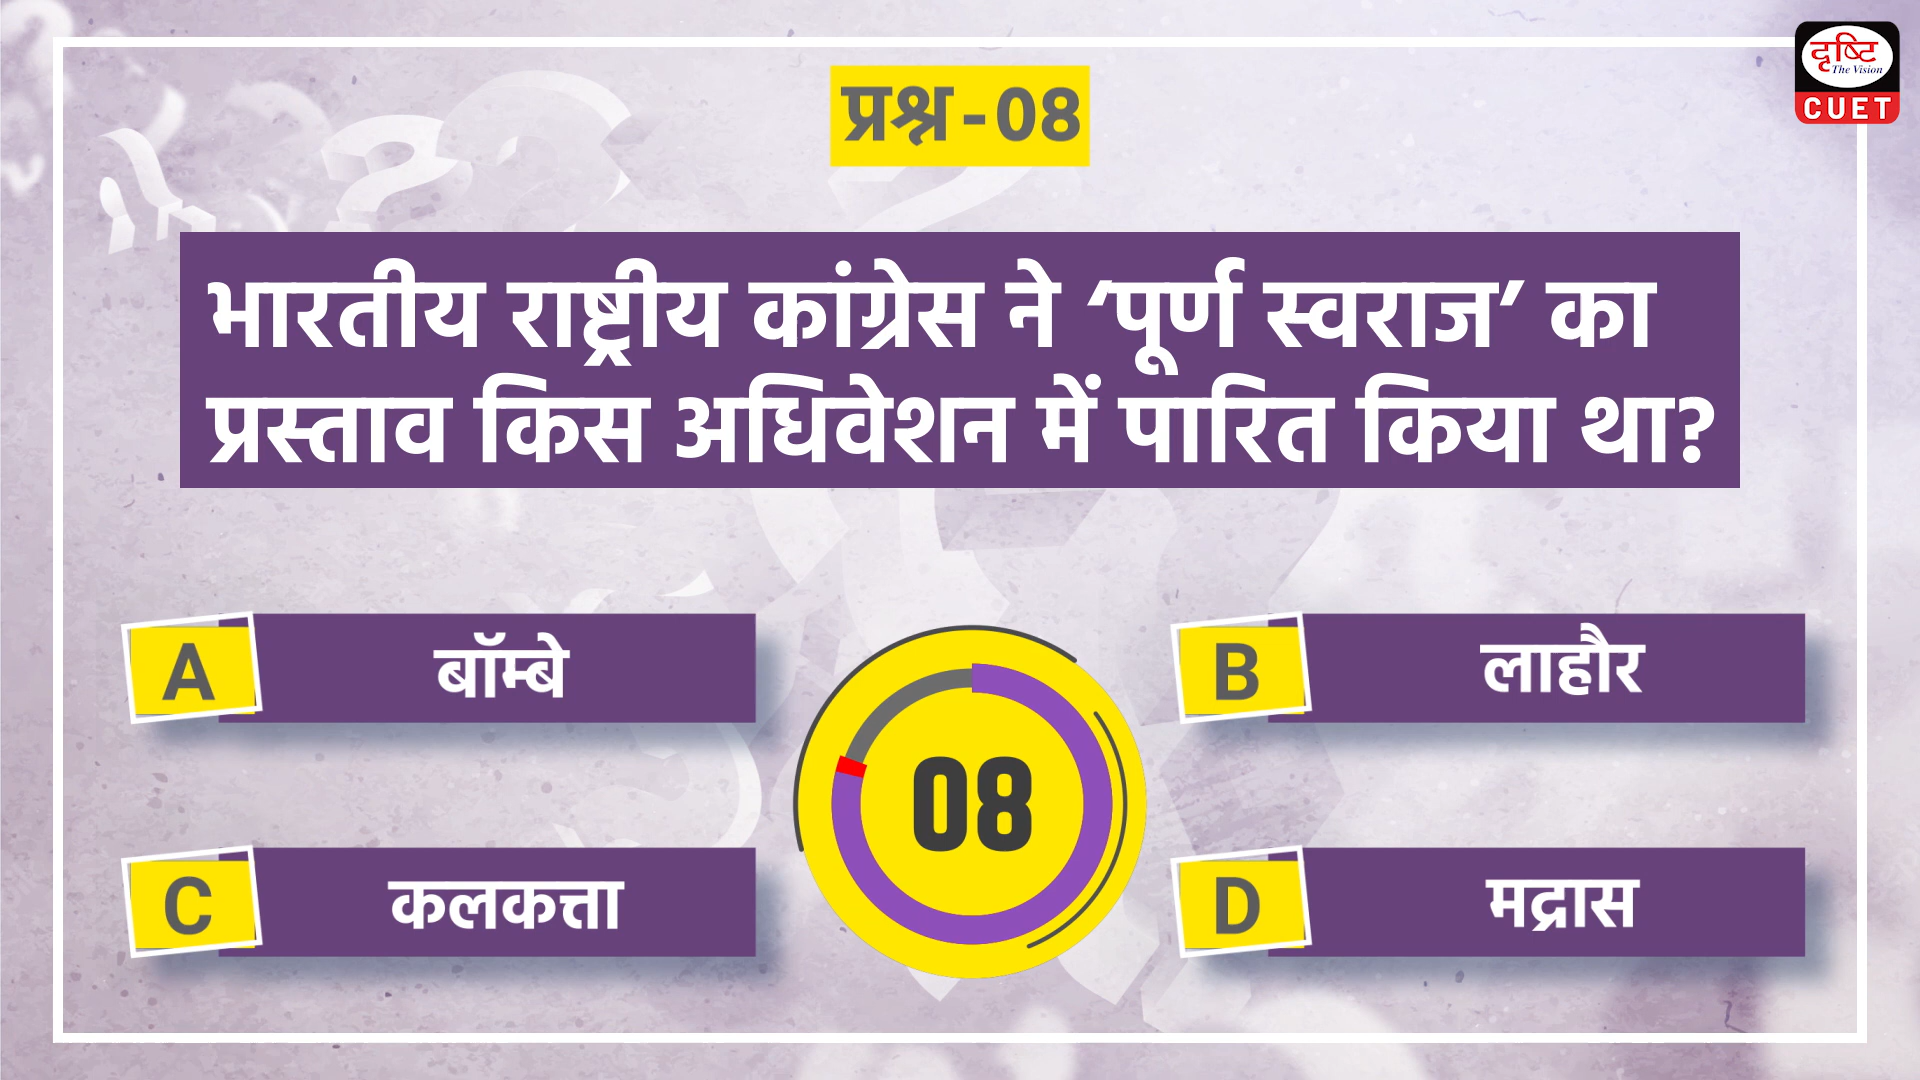 दृष्टि
The Vision
CUET
प्रश्न-08
भारतीय राष्ट्रीय कांग्रेस ने ‘पूर्ण स्वराज’ का
प्रस्ताव किस अधिवेशन में पारित किया था?
A बॉम्बे
B लाहौर
08
C कलकत्ता
D मद्रास